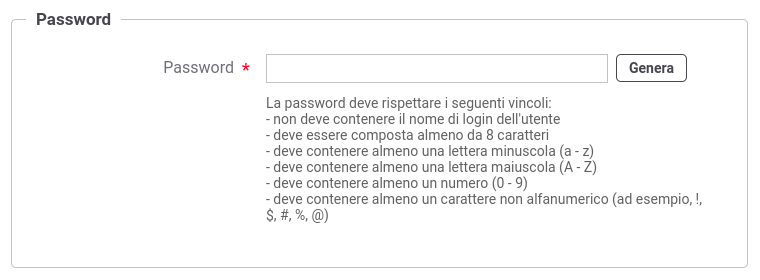 Password
Password *
Genera
La password deve rispettare i seguenti vincoli:
- non deve contenere il nome di login dell'utente
- deve essere composta almeno da 8 caratteri
- deve contenere almeno una lettera minuscola (a - z)
- deve contenere almeno una lettera maiuscola (A - Z)
- deve contenere almeno un numero (0 - 9)
- deve contenere almeno un carattere non alfanumerico (ad esempio, !,
$, #, %, @)